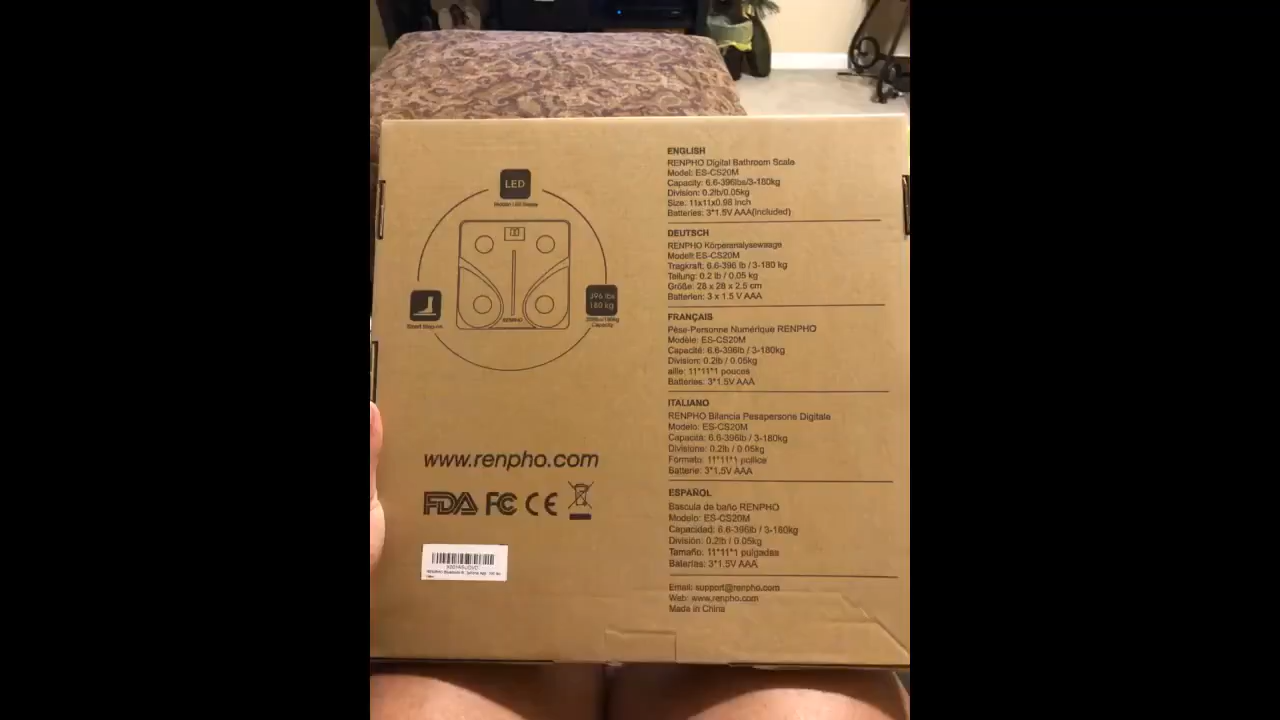 LED
396 lbs
180 kg
RENPHO
www.renpho.com
FDA FC CE
ENGLISH
RENPHO Digital Bathroom Scale
Model: ES-CS20M
Capacity: 6.6-396lbs/3-180kg
Division: 0.2lb/0.05kg
Size: 11x11x0.98 inch
Batteries: 3*1.5V AAA(included)
DEUTSCH
RENPHO Körperanalysewaage
Modell: ES-CS20M
Tragkraft: 6.6-396 lb / 3-180 kg
Teilung: 0.2 lb / 0.05 kg
Größe: 28 x 28 x 2.5 cm
Batterien: 3 x 1.5 V AAA
FRANÇAIS
Pèse-Personne Numérique RENPHO
Modèle: ES-CS20M
Capacité: 6.6-396lb / 3-180kg
Division: 0.2lb / 0.05kg
aille: 11*11*1 pouces
Batteries: 3*1.5V AAA
ITALIANO
RENPHO Bilancia Pesapersone Digitale
Modelo: ES-CS20M
Capacità: 6.6-396lb / 3-180kg
Divisione: 0.2lb / 0.05kg
Formato: 11*11*1 pollice
Batterie: 3*1.5V AAA
ESPAÑOL
Bascula de baño RENPHO
Modelo: ES-CS20M
Capacidad: 6.6-396lb / 3-180kg
División: 0.2lb / 0.05kg
Tamaño: 11*11*1 pulgadas
Baterías: 3*1.5V AAA
Email: support@renpho.com
Web: www.renpho.com
Made in China